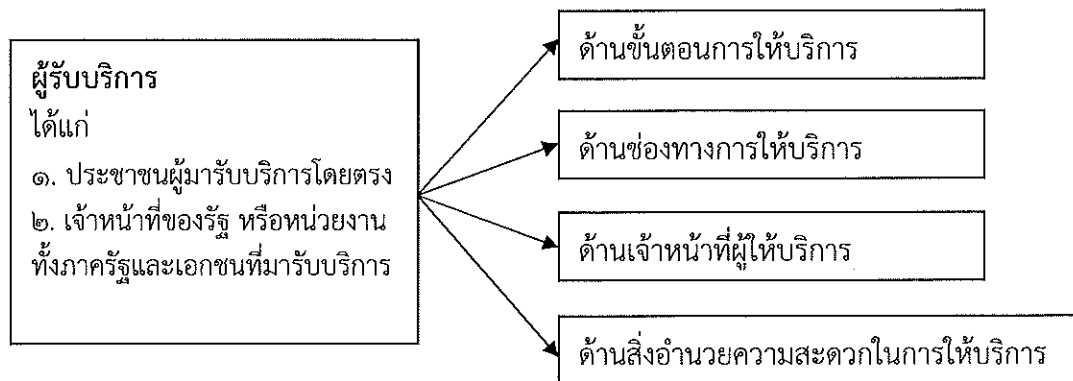 ผู้รับบริการ
ได้แก่
๑. ประชาชนผู้มารับบริการโดยตรง
๒. เจ้าหน้าที่ของรัฐ หรือหน่วยงาน
ทั้งภาครัฐและเอกชนที่มารับบริการ
ด้านขั้นตอนการให้บริการ
ด้านช่องทางการให้บริการ
ด้านเจ้าหน้าที่ผู้ให้บริการ
ด้านสิ่งอำนวยความสะดวกในการให้บริการ